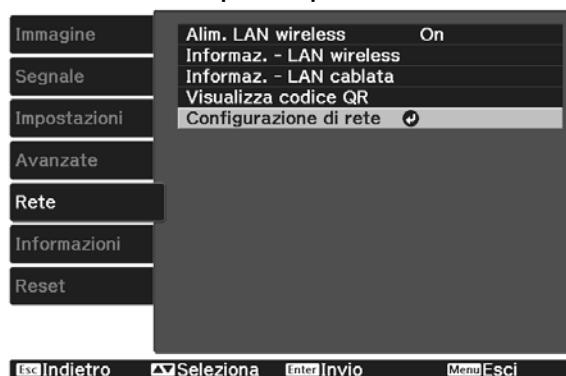 Immagine
Segnale
Impostazioni
Avanzate
Rete
Informazioni
Reset
Alim. LAN wireless On
Informaz. - LAN wireless
Informaz. - LAN cablata
Visualizza codice QR
Configurazione di rete
Esc Indietro Seleziona Enter Invio Menu Esci